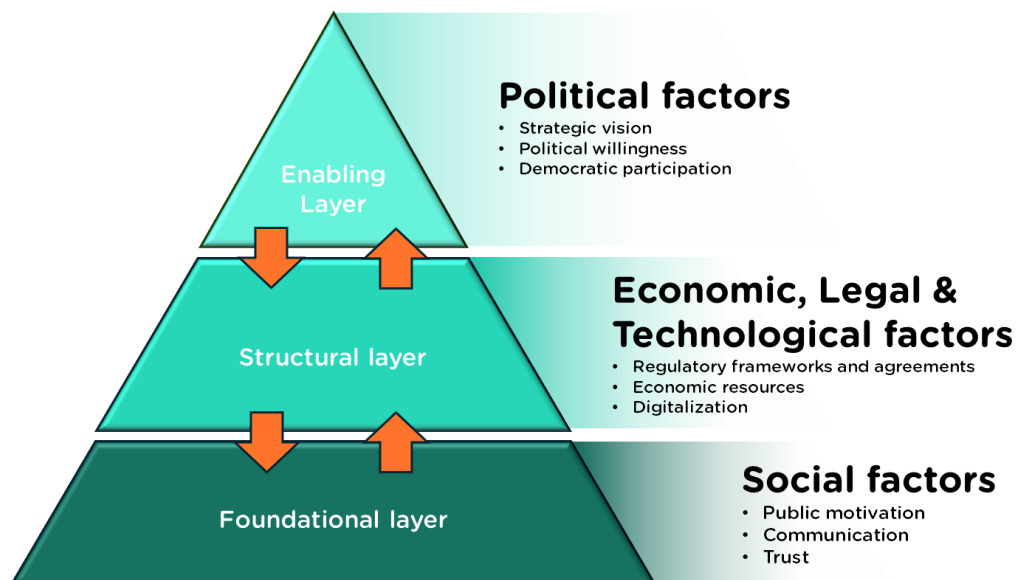 Political factors
• Strategic vision
• Political willingness
• Democratic participation
Enabling
Layer
Economic, Legal &
Technological factors
• Regulatory frameworks and agreements
• Economic resources
• Digitalization
Structural layer
Social factors
• Public motivation
• Communication
• Trust
Foundational layer